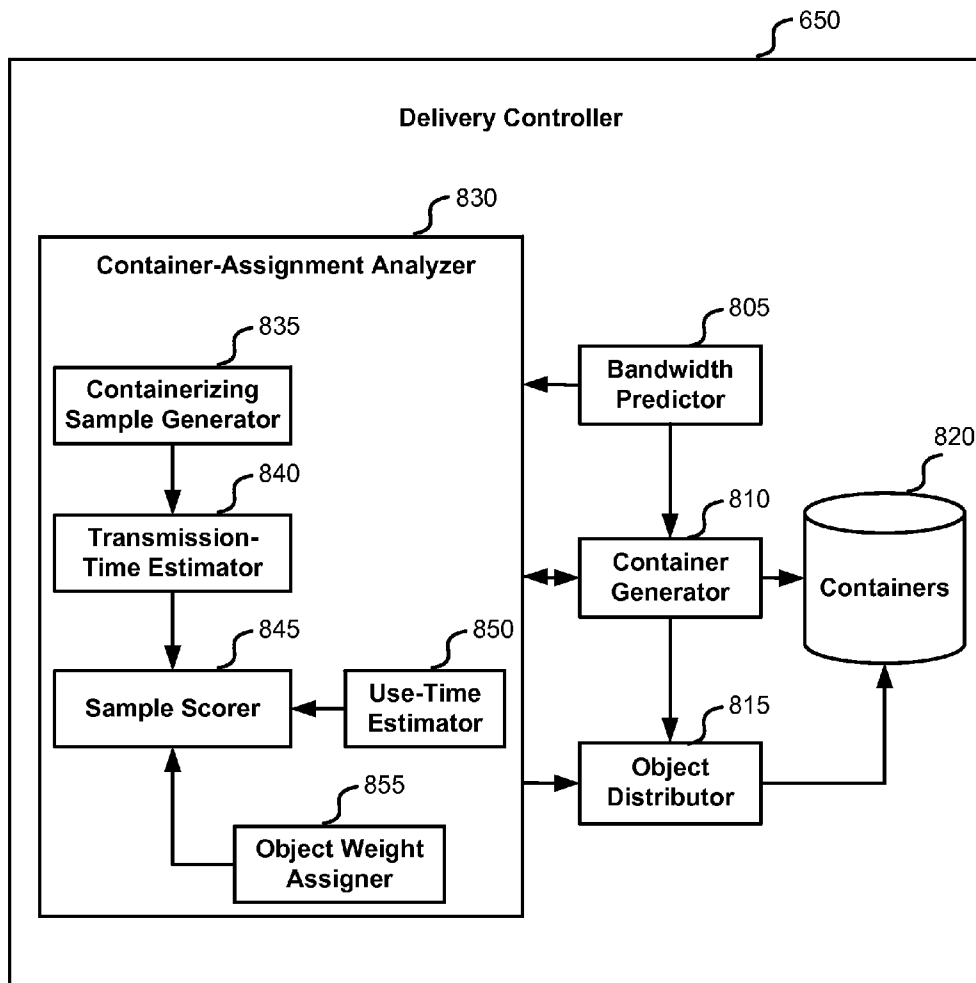 650
Delivery Controller
830
Container-Assignment Analyzer
835
Containerizing
Sample Generator
805
Bandwidth
Predictor
820
840
Transmission-
Time Estimator
810
Container
Generator
Containers
845
Sample Scorer
850
Use-Time
Estimator
815
Object
Distributor
855
Object Weight
Assigner